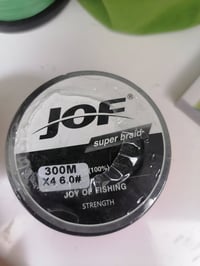 JOF®
super braid
300M
X4 6.0#
(100%)
JOY OF FISHING
STRENGTH